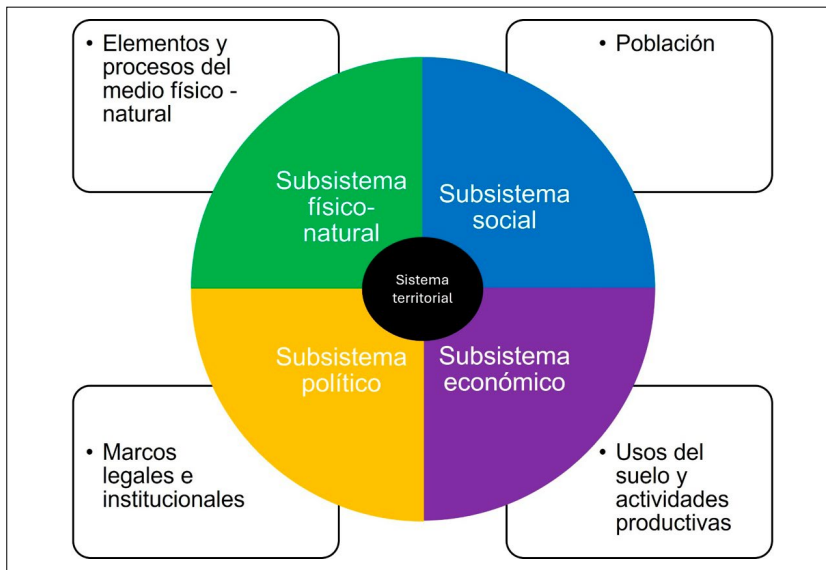 • Elementos y
procesos del
medio físico -
natural
• Población
Subsistema
físico-
natural
Subsistema
social
Sistema
territorial
Subsistema
político
Subsistema
económico
• Marcos
legales e
institucionales
• Usos del
suelo y
actividades
productivas